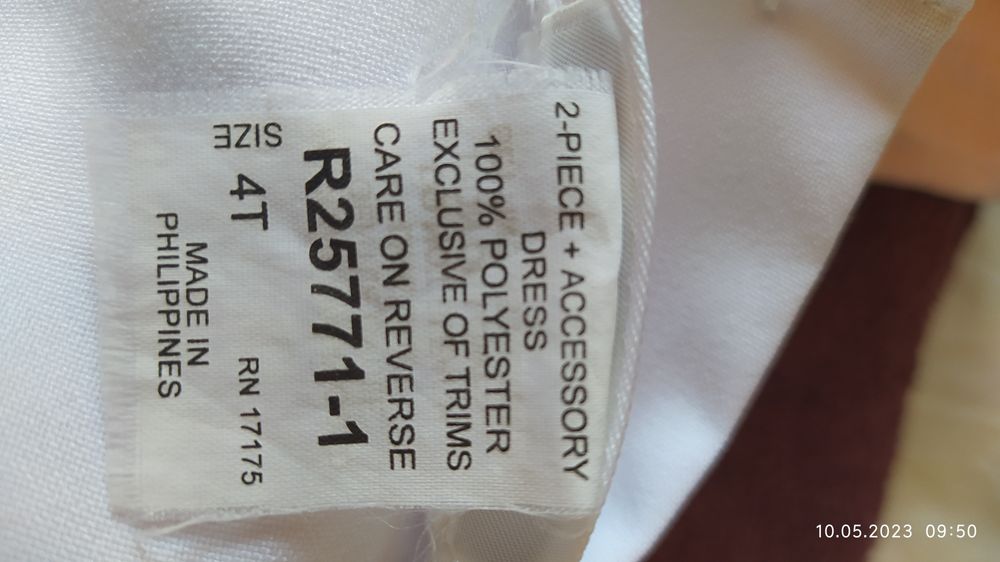 2-PIECE + ACCESSORY
DRESS
100% POLYESTER
EXCLUSIVE OF TRIMS
CARE ON REVERSE
R25771-1
SIZE 4T RN 17175
MADE IN
PHILIPPINES
10.05.2023 09:50